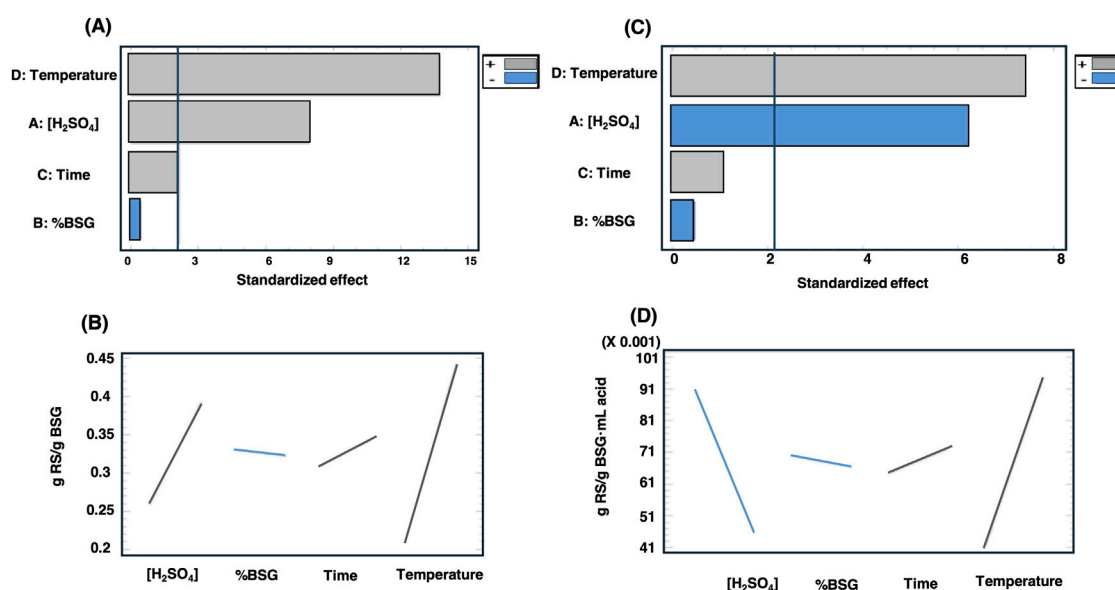 (A)
D: Temperature
A: [H₂SO₄]
C: Time
B: %BSG
0 3 6 9 12 15
Standardized effect
+
-
(C)
D: Temperature
A: [H₂SO₄]
C: Time
B: %BSG
0 2 4 6 8
Standardized effect
+
-
(B)
g RS/g BSG
0.45
0.4
0.35
0.3
0.25
0.2
[H₂SO₄] %BSG Time Temperature
(D)
(X 0.001)
g RS/g BSG·mL acid
101
91
81
71
61
51
41
[H₂SO₄] %BSG Time Temperature